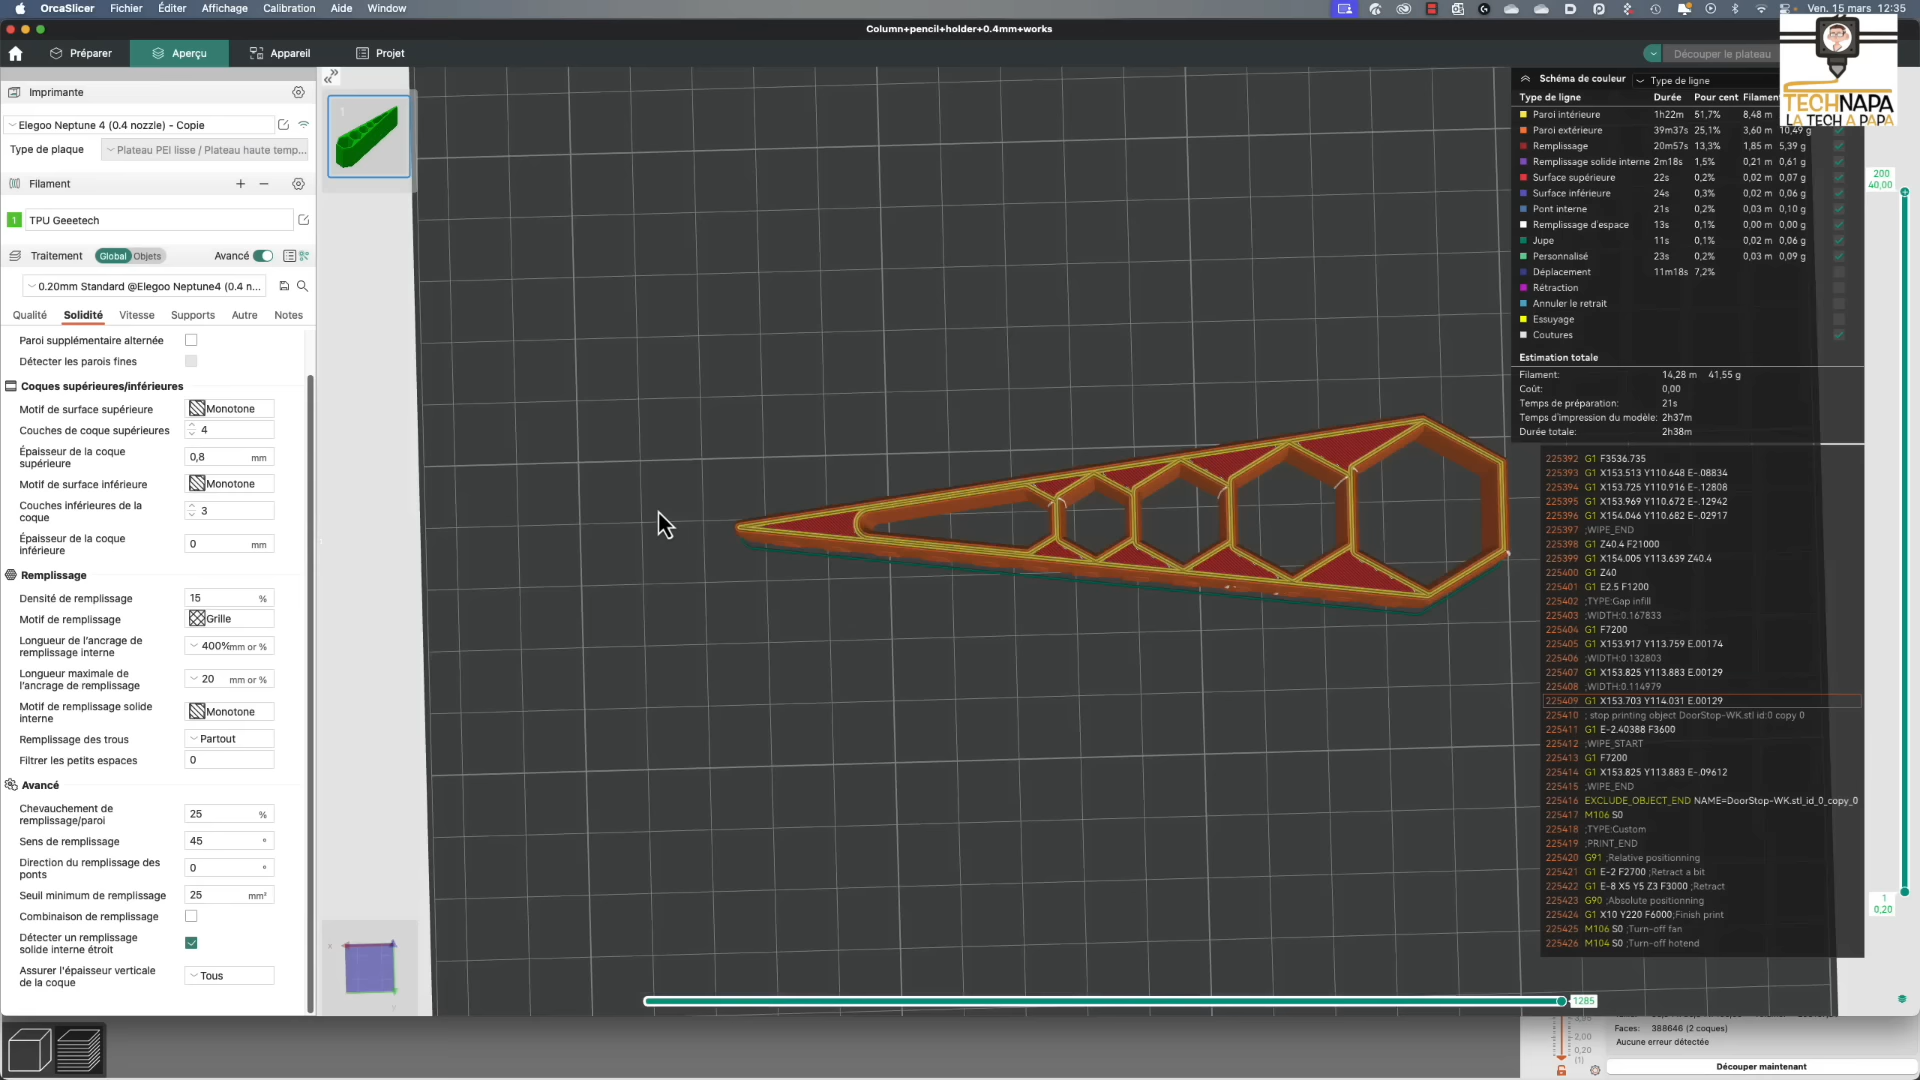 OrcaSlicer Fichier Éditer Affichage Calibration Aide Window
Ven. 15 mars 12:35
Column+pencil+holder+0.4mm+works
Préparer Aperçu Appareil Projet
Découper le plateau
TECHNAPA
LA TECH A PAPA
Imprimante
Elegoo Neptune 4 (0.4 nozzle) - Copie
Type de plaque Plateau PEI lisse / Plateau haute temp...
Filament
1 TPU Geeetech
Traitement Global Objets Avancé
0.20mm Standard @Elegoo Neptune4 (0.4 n...
Qualité Solidité Vitesse Supports Autre Notes
Paroi supplémentaire alternée
Détecter les parois fines
Coques supérieures/inférieures
Motif de surface supérieure Monotone
Couches de coque supérieures 4
Épaisseur de la coque
supérieure 0,8 mm
Motif de surface inférieure Monotone
Couches inférieures de la
coque 3
Épaisseur de la coque
inférieure 0 mm
Remplissage
Densité de remplissage 15 %
Motif de remplissage Grille
Longueur de l'ancrage de
remplissage interne 400% mm or %
Longueur maximale de
l'ancrage de remplissage 20 mm or %
Motif de remplissage solide
interne Monotone
Remplissage des trous Partout
Filtrer les petits espaces 0
Avancé
Chevauchement de
remplissage/paroi 25 %
Sens de remplissage 45 °
Direction du remplissage des
ponts 0 °
Seuil minimum de remplissage 25 mm²
Combinaison de remplissage
Détecter un remplissage
solide interne étroit
Assurer l'épaisseur verticale
de la coque Tous
1
Schéma de couleur Type de ligne
Type de ligne Durée Pour cent Filamen
Paroi intérieure 1h22m 51,7% 8,48 m
Paroi extérieure 39m37s 25,1% 3,60 m 10,49 g
Remplissage 20m57s 13,3% 1,85 m 5,39 g
Remplissage solide interne 2m18s 1,5% 0,21 m 0,61 g
Surface supérieure 22s 0,2% 0,02 m 0,07 g
Surface inférieure 24s 0,3% 0,02 m 0,06 g
Pont interne 21s 0,2% 0,03 m 0,10 g
Remplissage d'espace 13s 0,1% 0,00 m 0,00 g
Jupe 11s 0,1% 0,02 m 0,06 g
Personnalisé 23s 0,2% 0,03 m 0,09 g
Déplacement 11m18s 7,2%
Rétraction
Annuler le retrait
Essuyage
Coutures
Estimation totale
Filament: 14,28 m 41,55 g
Coût: 0,00
Temps de préparation: 21s
Temps d'impression du modèle: 2h37m
Durée totale: 2h38m
200
40,00
225392 G1 F3536.735
225393 G1 X153.513 Y110.648 E-.08834
225394 G1 X153.725 Y110.916 E-.12808
225395 G1 X153.969 Y110.672 E-.12942
225396 G1 X154.046 Y110.682 E-.02917
225397 ;WIPE_END
225398 G1 Z40.4 F21000
225399 G1 X154.005 Y113.639 Z40.4
225400 G1 Z40
225401 G1 E2.5 F1200
225402 ;TYPE:Gap infill
225403 ;WIDTH:0.167833
225404 G1 F7200
225405 G1 X153.917 Y113.759 E.00174
225406 ;WIDTH:0.132803
225407 G1 X153.825 Y113.883 E.00129
225408 ;WIDTH:0.114979
225409 G1 X153.703 Y114.031 E.00129
225410 ; stop printing object DoorStop-WK.stl id:0 copy 0
225411 G1 E-2.40388 F3600
225412 ;WIPE_START
225413 G1 F7200
225414 G1 X153.825 Y113.883 E-.09612
225415 ;WIPE_END
225416 EXCLUDE_OBJECT_END NAME=DoorStop-WK.stl_id_0_copy_0
225417 M106 S0
225418 ;TYPE:Custom
225419 ;PRINT_END
225420 G91 ;Relative positionning
225421 G1 E-2 F2700 ;Retract a bit
225422 G1 E-8 X5 Y5 Z3 F3000 ;Retract
225423 G90 ;Absolute positionning
225424 G1 X10 Y220 F6000;Finish print
225425 M106 S0 ;Turn-off fan
225426 M104 S0 ;Turn-off hotend
1
0,20
1285
2,00
0,20
(1)
Faces: 388646 (2 coques)
Aucune erreur détectée
Découper maintenant